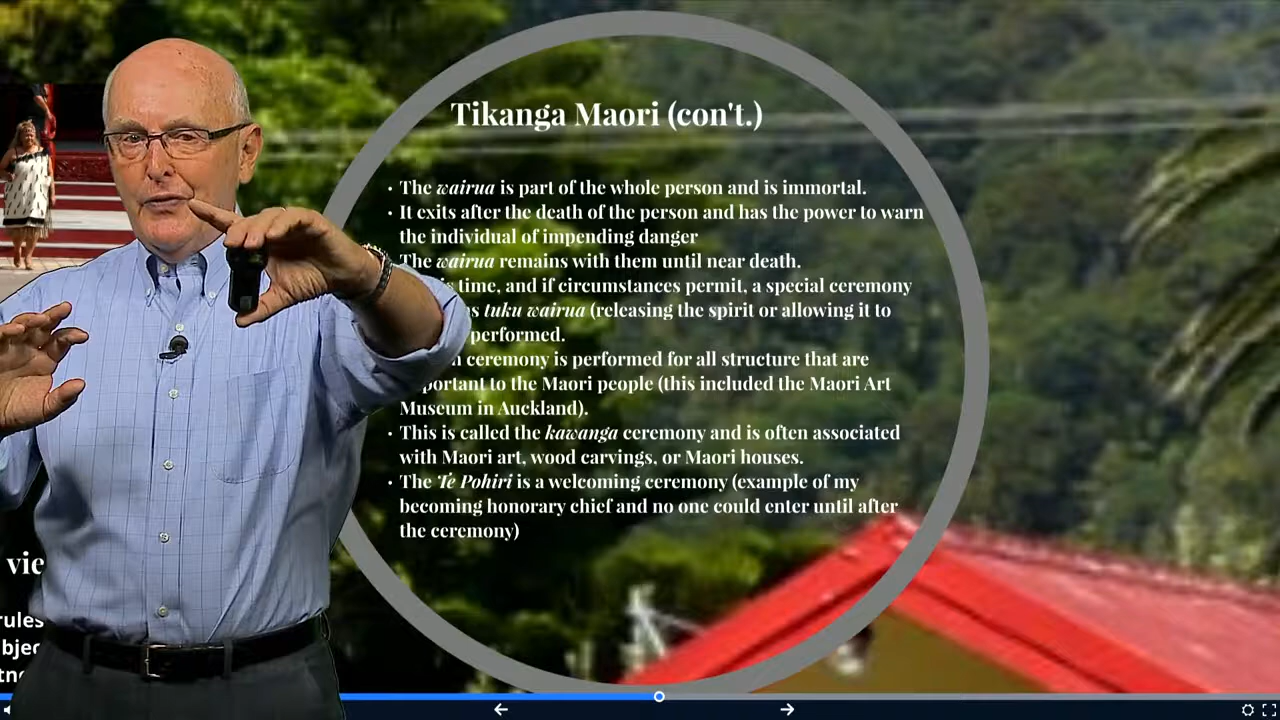 Tikanga Maori (con't.)
• The wairua is part of the whole person and is immortal.
• It exits after the death of the person and has the power to warn
the individual of impending danger
The wairua remains with them until near death.
time, and if circumstances permit, a special ceremony
tuku wairua (releasing the spirit or allowing it to
performed.
ceremony is performed for all structure that are
to the Maori people (this included the Maori Art
Museum in Auckland).
• This is called the kawanga ceremony and is often associated
with Maori art, wood carvings, or Maori houses.
• The Te Pohiri is a welcoming ceremony (example of my
becoming honorary chief and no one could enter until after
the ceremony)
vie
rules
bjec